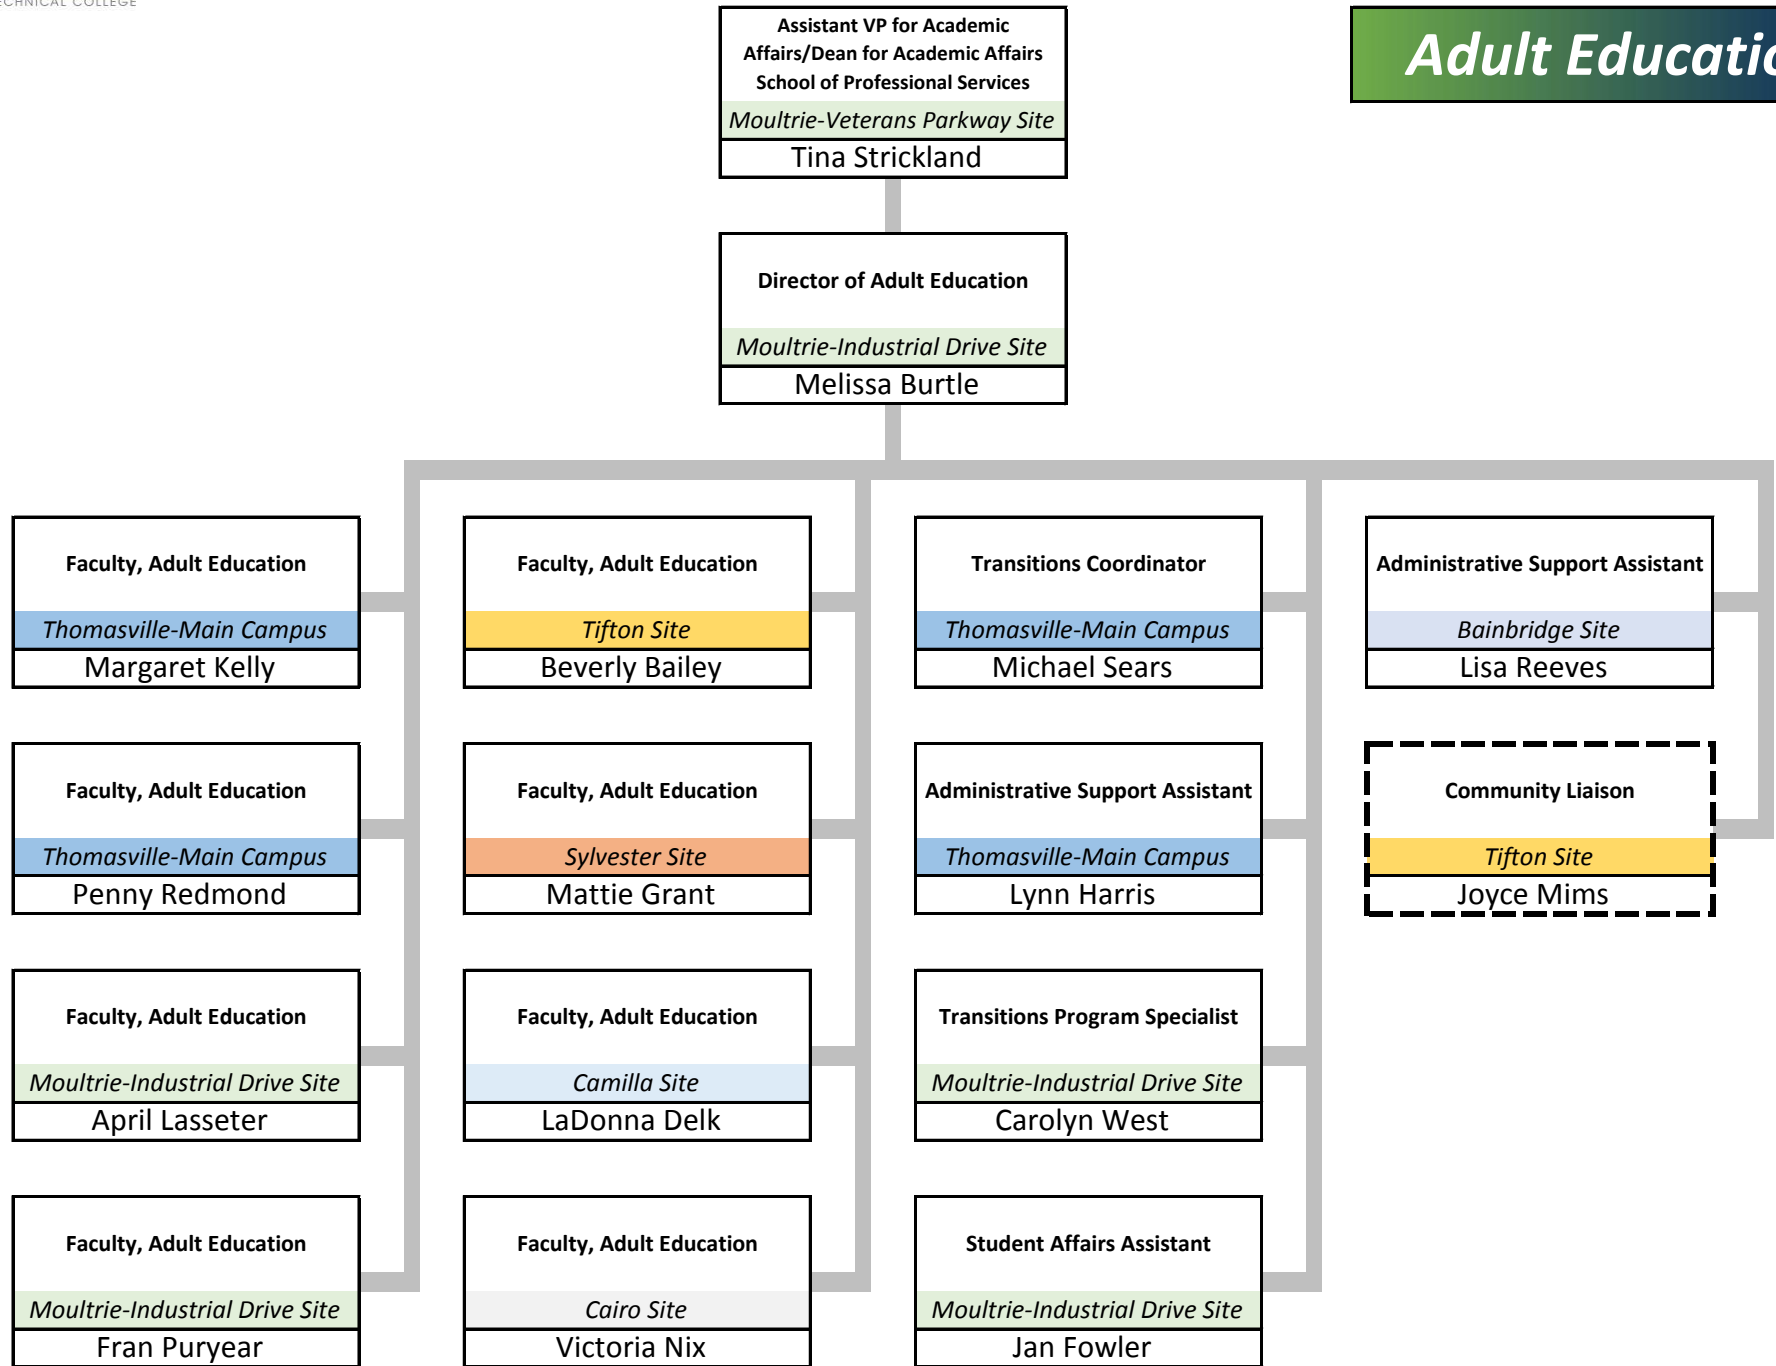 TECHNICAL COLLEGE
Adult Educatio
Assistant VP for Academic
Affairs/Dean for Academic Affairs
School of Professional Services
Moultrie-Veterans Parkway Site
Tina Strickland
Director of Adult Education
Moultrie-Industrial Drive Site
Melissa Burtle
Faculty, Adult Education
Thomasville-Main Campus
Margaret Kelly
Faculty, Adult Education
Tifton Site
Beverly Bailey
Transitions Coordinator
Thomasville-Main Campus
Michael Sears
Administrative Support Assistant
Bainbridge Site
Lisa Reeves
Faculty, Adult Education
Thomasville-Main Campus
Penny Redmond
Faculty, Adult Education
Sylvester Site
Mattie Grant
Administrative Support Assistant
Thomasville-Main Campus
Lynn Harris
Community Liaison
Tifton Site
Joyce Mims
Faculty, Adult Education
Moultrie-Industrial Drive Site
April Lasseter
Faculty, Adult Education
Camilla Site
LaDonna Delk
Transitions Program Specialist
Moultrie-Industrial Drive Site
Carolyn West
Faculty, Adult Education
Moultrie-Industrial Drive Site
Fran Puryear
Faculty, Adult Education
Cairo Site
Victoria Nix
Student Affairs Assistant
Moultrie-Industrial Drive Site
Jan Fowler